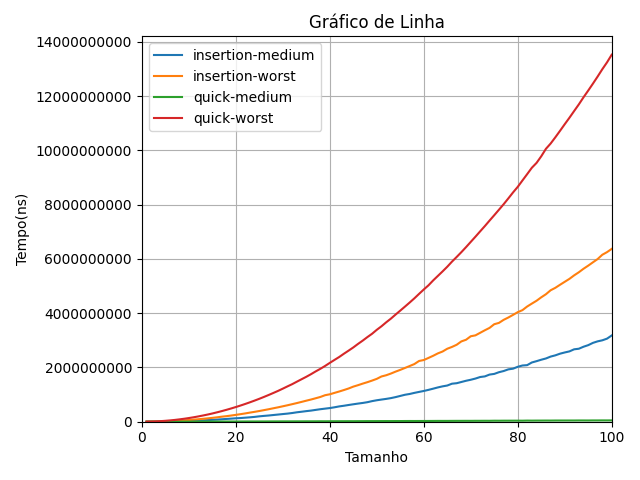 Gráfico de Linha
14000000000
12000000000
10000000000
8000000000
6000000000
4000000000
2000000000
0
Tempo(ns)
insertion-medium
insertion-worst
quick-medium
quick-worst
0 20 40 60 80 100
Tamanho